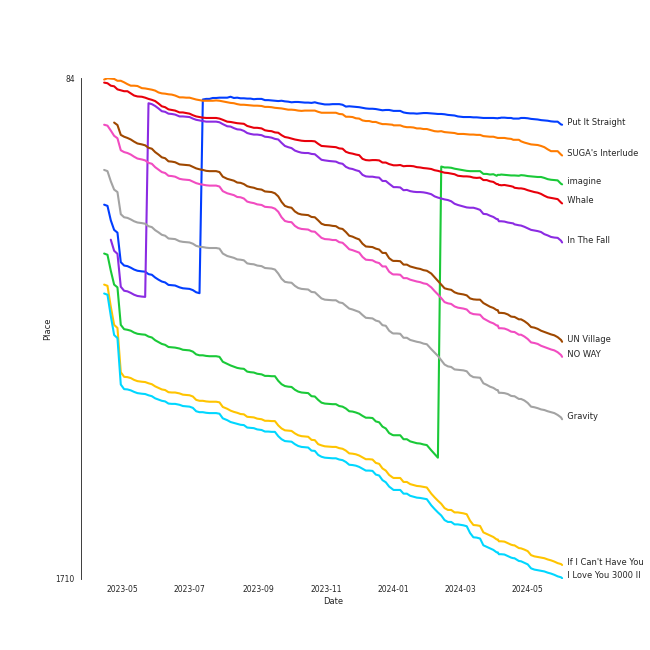 84
Put It Straight
SUGA's Interlude
imagine
Whale
In The Fall
Place
UN Village
NO WAY
Gravity
If I Can't Have You
I Love You 3000 II
1710
2023-05 2023-07 2023-09 2023-11 2024-01 2024-03 2024-05
Date